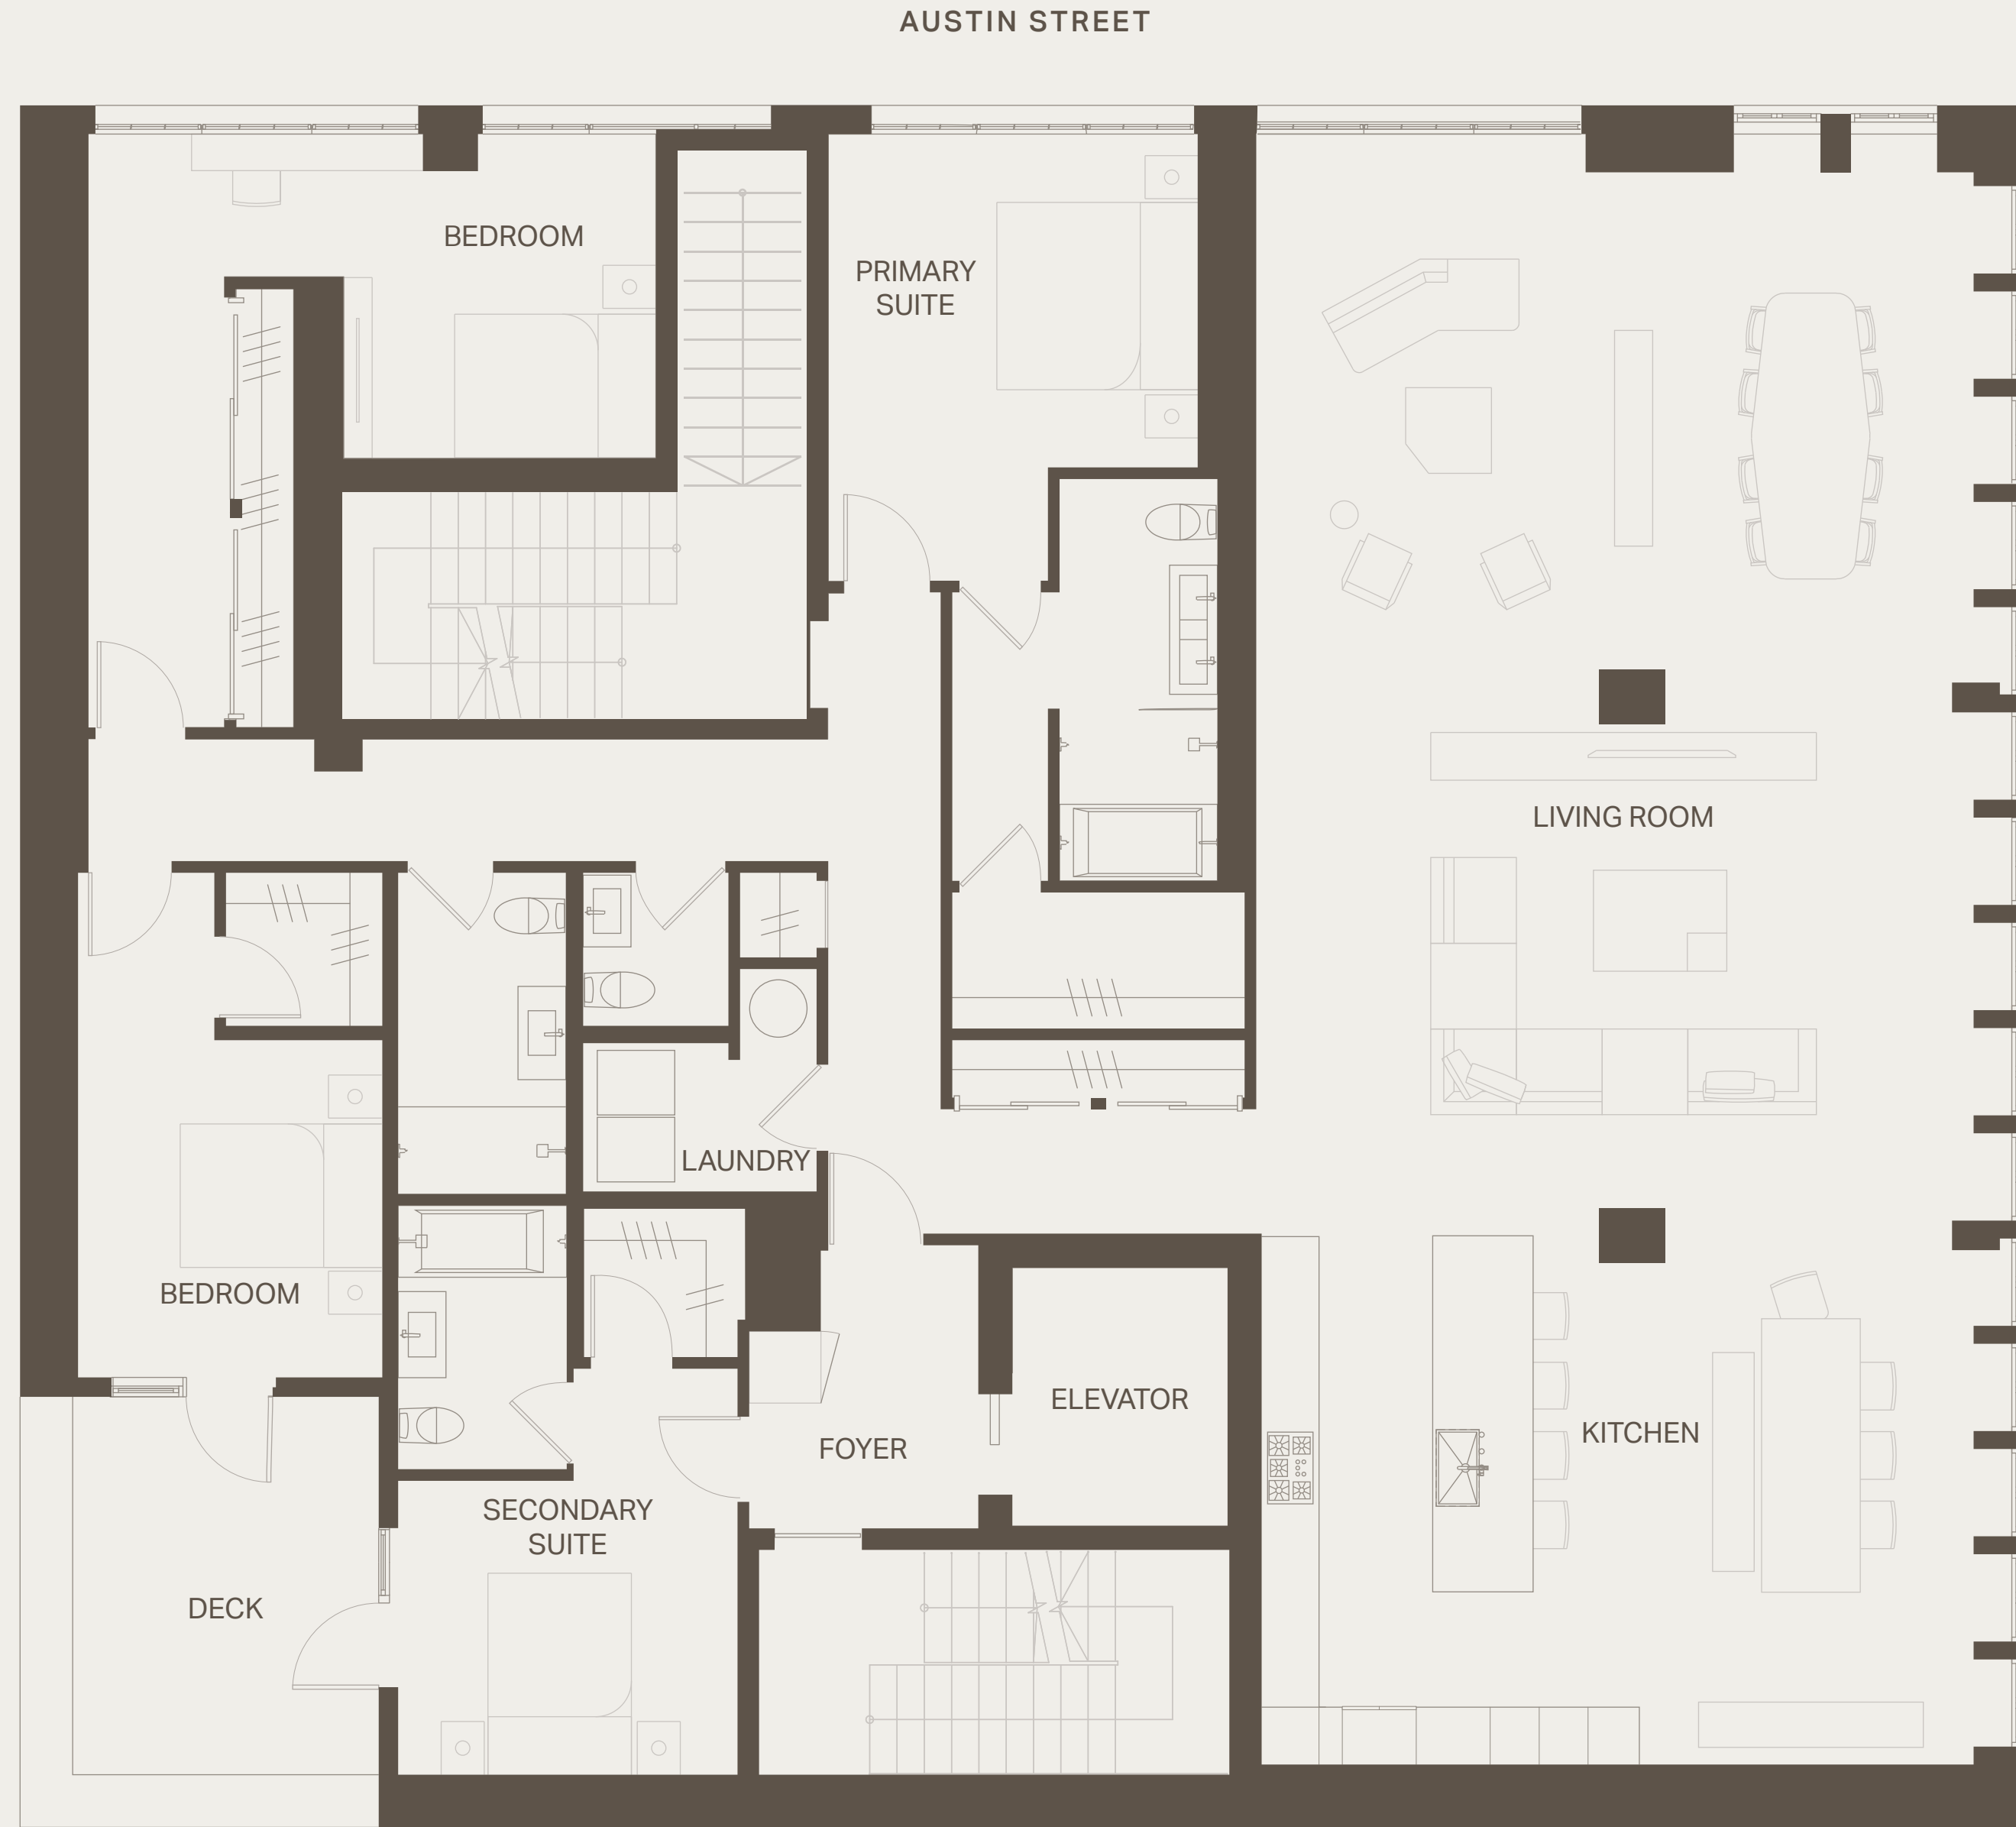 AUSTIN STREET
BEDROOM
PRIMARY
SUITE
LIVING ROOM
LAUNDRY
BEDROOM
ELEVATOR
KITCHEN
FOYER
SECONDARY
SUITE
DECK